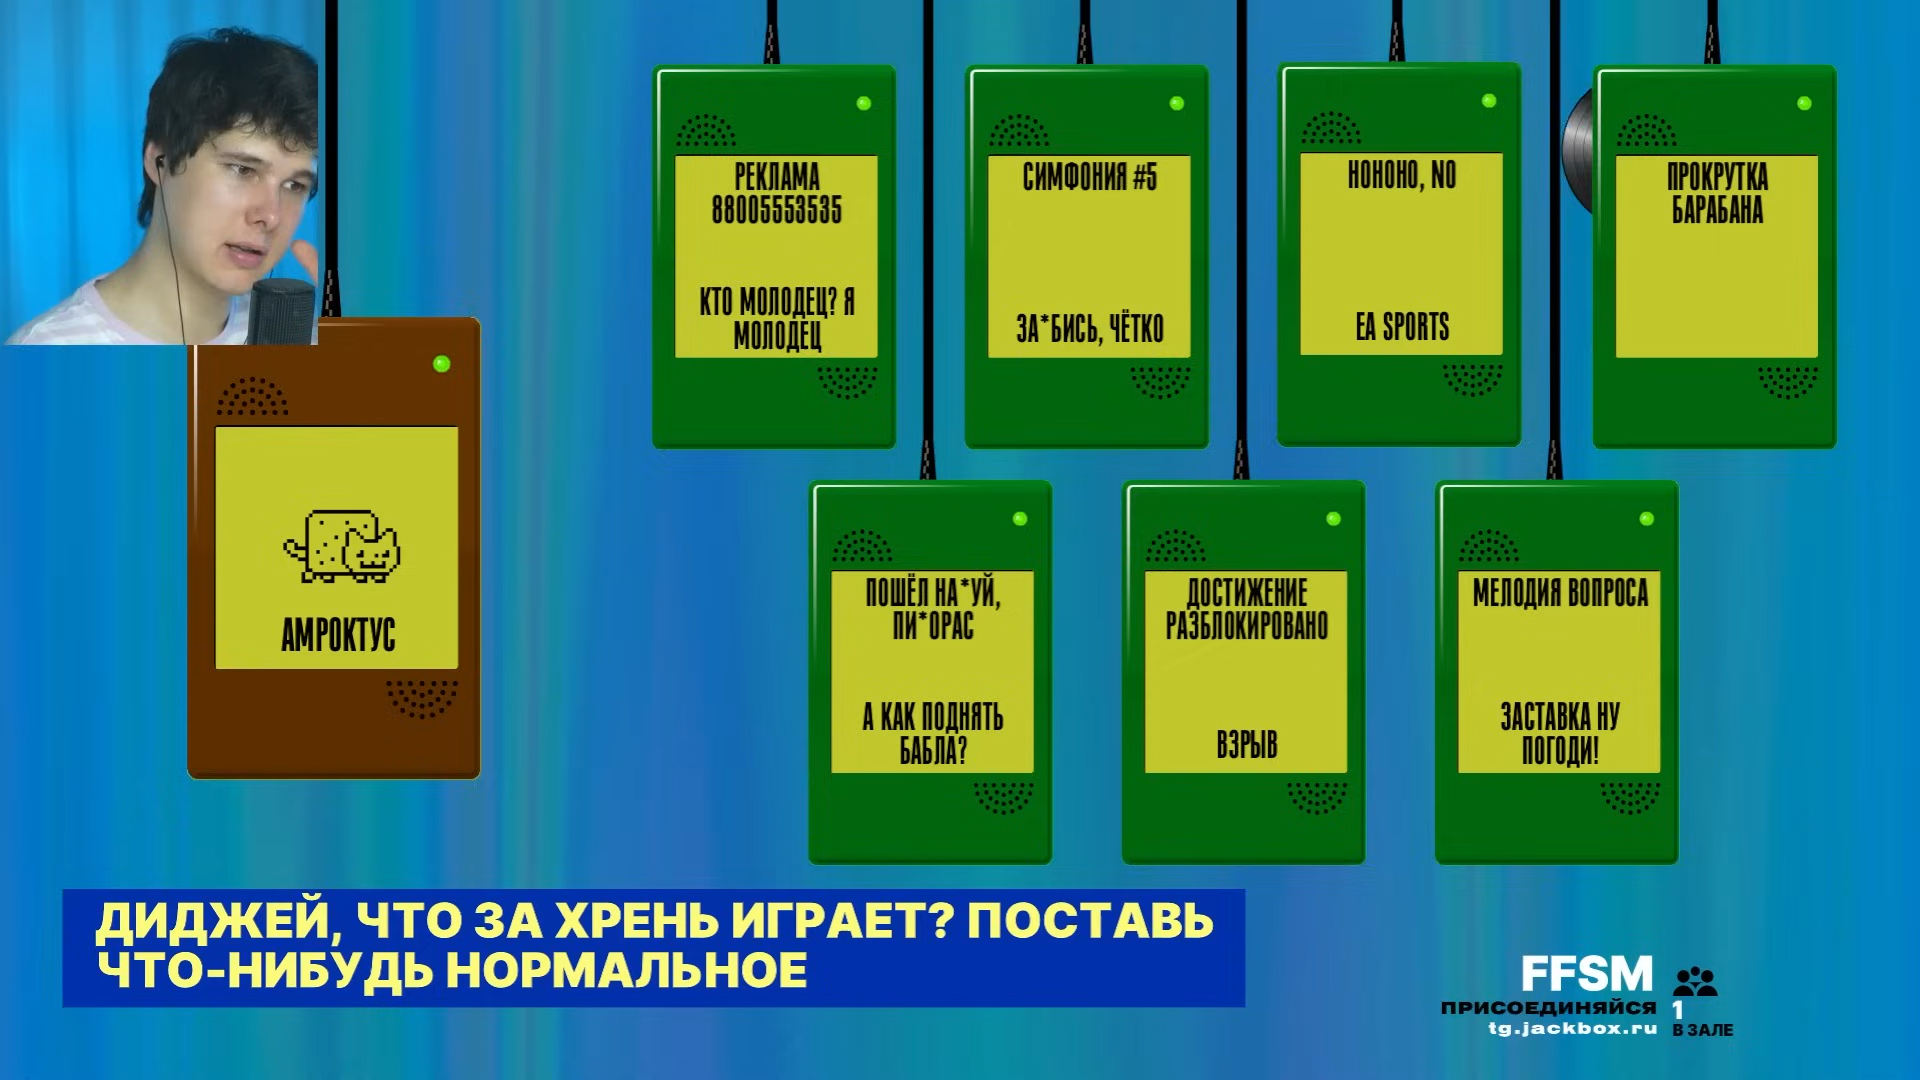 РЕКЛАМА
88005553535
КТО МОЛОДЕЦ? Я
МОЛОДЕЦ
СИМФОНИЯ #5
ЗА*БИСЬ, ЧЁТКО
НОНОНО, NO
EA SPORTS
ПРОКРУТКА
БАРАБАНА
АМРОКТУС
ПОШЁЛ НА*УЙ,
ПИ*ОРАС
А КАК ПОДНЯТЬ
БАБЛА?
ДОСТИЖЕНИЕ
РАЗБЛОКИРОВАНО
ВЗРЫВ
МЕЛОДИЯ ВОПРОСА
ЗАСТАВКА НУ
ПОГОДИ!
ДИДЖЕЙ, ЧТО ЗА ХРЕНЬ ИГРАЕТ? ПОСТАВЬ
ЧТО-НИБУДЬ НОРМАЛЬНОЕ
FFSM
ПРИСОЕДИНЯЙСЯ
tg.jackbox.ru
1
В ЗАЛЕ